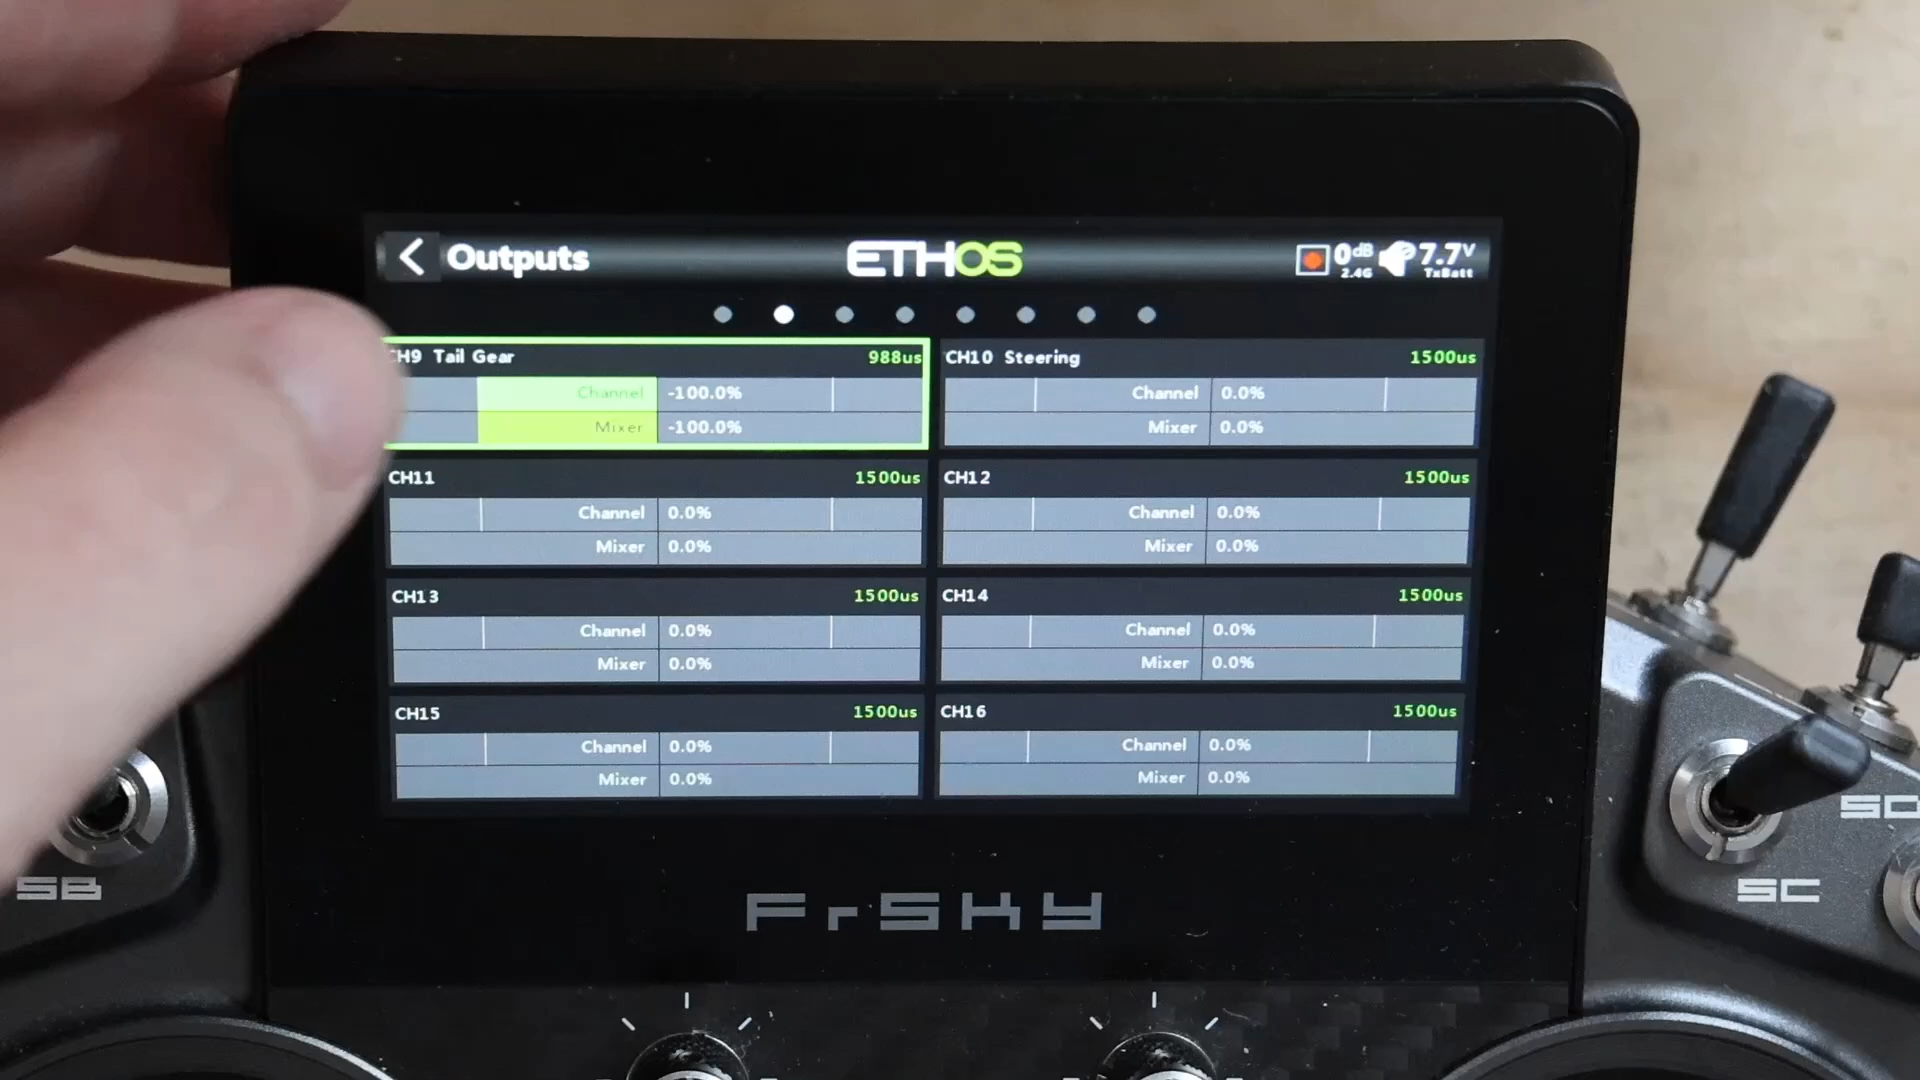 Outputs
ETHOS
0dB
2.4G
7.7V
TxBatt
CH9 Tail Gear 988us
Channel -100.0%
Mixer -100.0%
CH10 Steering 1500us
Channel 0.0%
Mixer 0.0%
CH11 1500us
Channel 0.0%
Mixer 0.0%
CH12 1500us
Channel 0.0%
Mixer 0.0%
CH13 1500us
Channel 0.0%
Mixer 0.0%
CH14 1500us
Channel 0.0%
Mixer 0.0%
CH15 1500us
Channel 0.0%
Mixer 0.0%
CH16 1500us
Channel 0.0%
Mixer 0.0%
SB
SC
SD
FrSKY